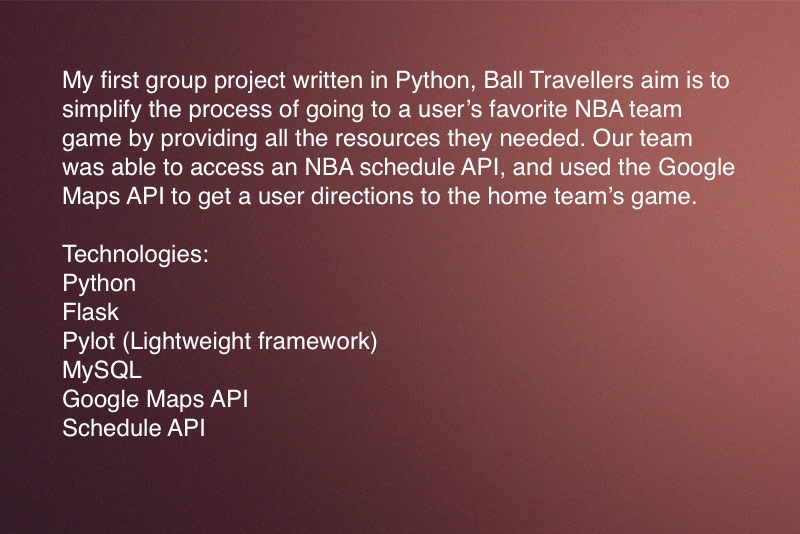 My first group project written in Python, Ball Travellers aim is to
simplify the process of going to a user’s favorite NBA team
game by providing all the resources they needed. Our team
was able to access an NBA schedule API, and used the Google
Maps API to get a user directions to the home team’s game.
Technologies:
Python
Flask
Pylot (Lightweight framework)
MySQL
Google Maps API
Schedule API